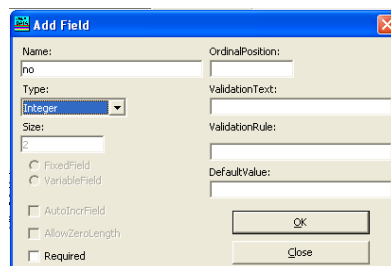 Add Field
Name:
no
OrdinalPosition:
Type:
Integer
ValidationText:
Size:
2
ValidationRule:
FixedField
VariableField
DefaultValue:
AutoIncrField
AllowZeroLength
Required
OK
Close